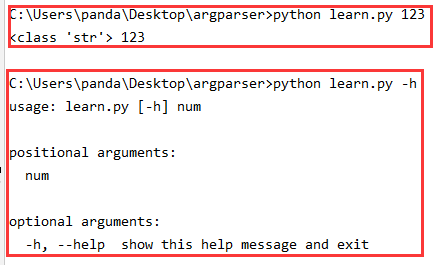 C:\Users\panda\Desktop\argparser>python learn.py 123
<class 'str'> 123
C:\Users\panda\Desktop\argparser>python learn.py -h
usage: learn.py [-h] num
positional arguments:
  num
optional arguments:
  -h, --help  show this help message and exit